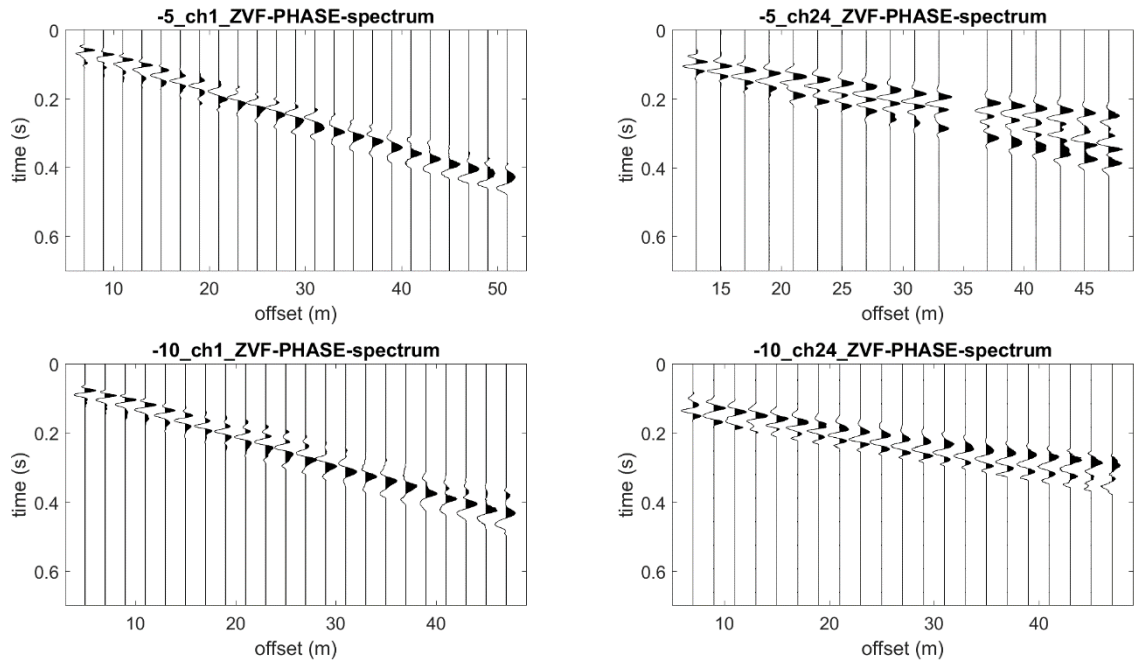 -5_ch1_ZVF-PHASE-spectrum
0
0.2
0.4
0.6
time (s)
10 20 30 40 50
offset (m)
-5_ch24_ZVF-PHASE-spectrum
0
0.2
0.4
0.6
time (s)
15 20 25 30 35 40 45
offset (m)
-10_ch1_ZVF-PHASE-spectrum
0
0.2
0.4
0.6
time (s)
10 20 30 40
offset (m)
-10_ch24_ZVF-PHASE-spectrum
0
0.2
0.4
0.6
time (s)
10 20 30 40
offset (m)